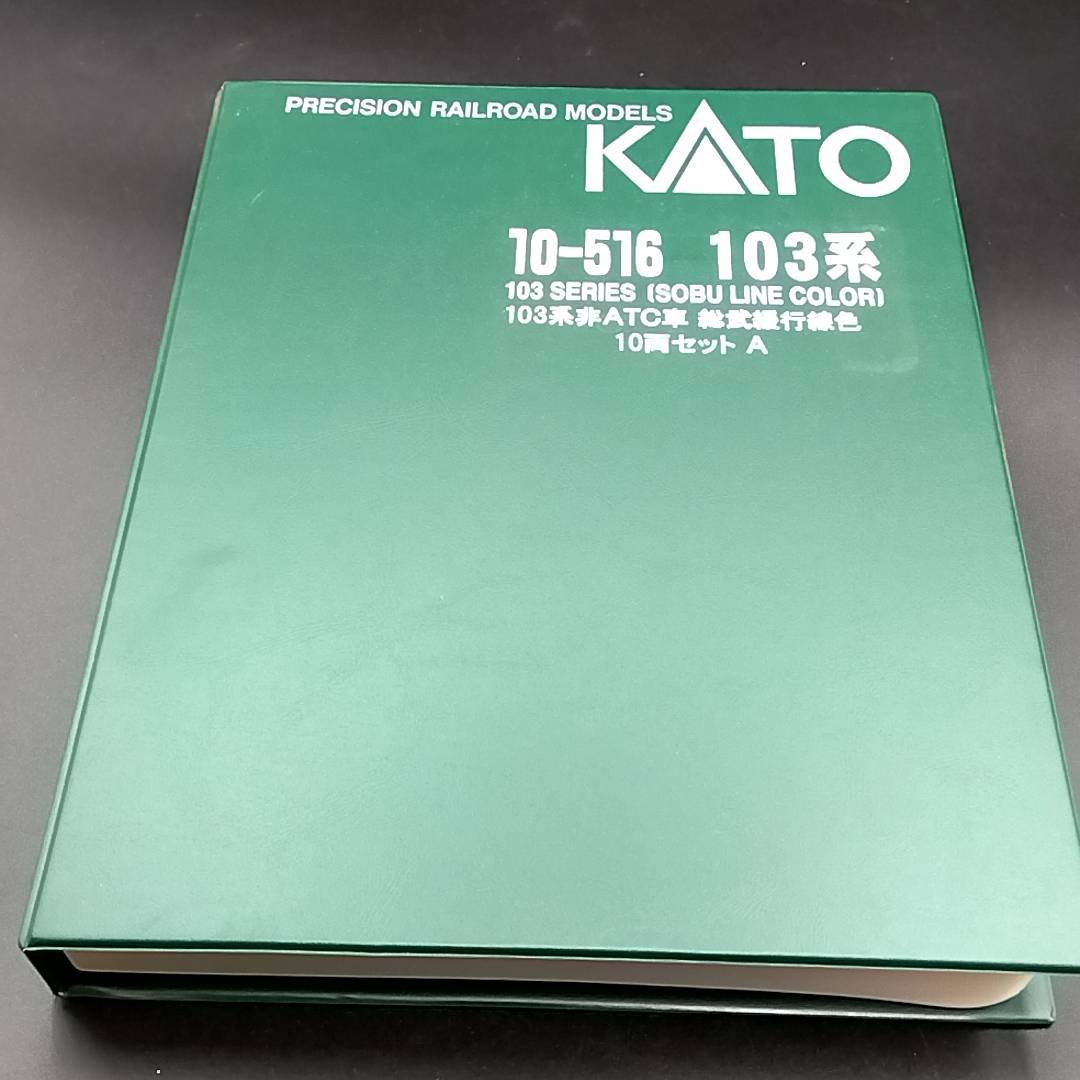 PRECISION RAILROAD MODELS
KATO
10-516 103系
103 SERIES (SOBU LINE COLOR)
103系非ATC車 総武緩行線色
10両セット A